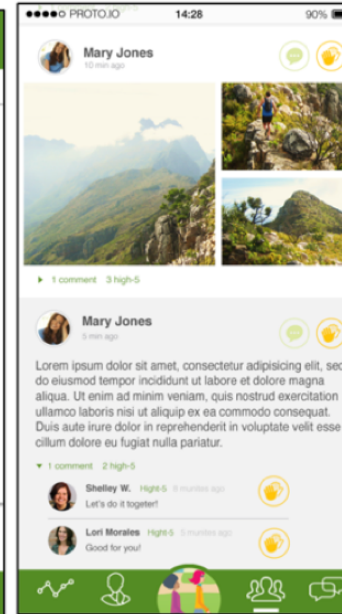 PROTO.IO 14:28 90%
Mary Jones
10 min ago
1 comment 3 high-5
Mary Jones
5 min ago
Lorem ipsum dolor sit amet, consectetur adipisicing elit, sed
do eiusmod tempor incididunt ut labore et dolore magna
aliqua. Ut enim ad minim veniam, quis nostrud exercitation
ullamco laboris nisi ut aliquip ex ea commodo consequat.
Duis aute irure dolor in reprehenderit in voluptate velit esse
cillum dolore eu fugiat nulla pariatur.
1 comment 2 high-5
Shelley W. Hight-5 6 munites ago
Let's do it togeter!
Lori Morales Hight-5 5 munites ago
Good for you!